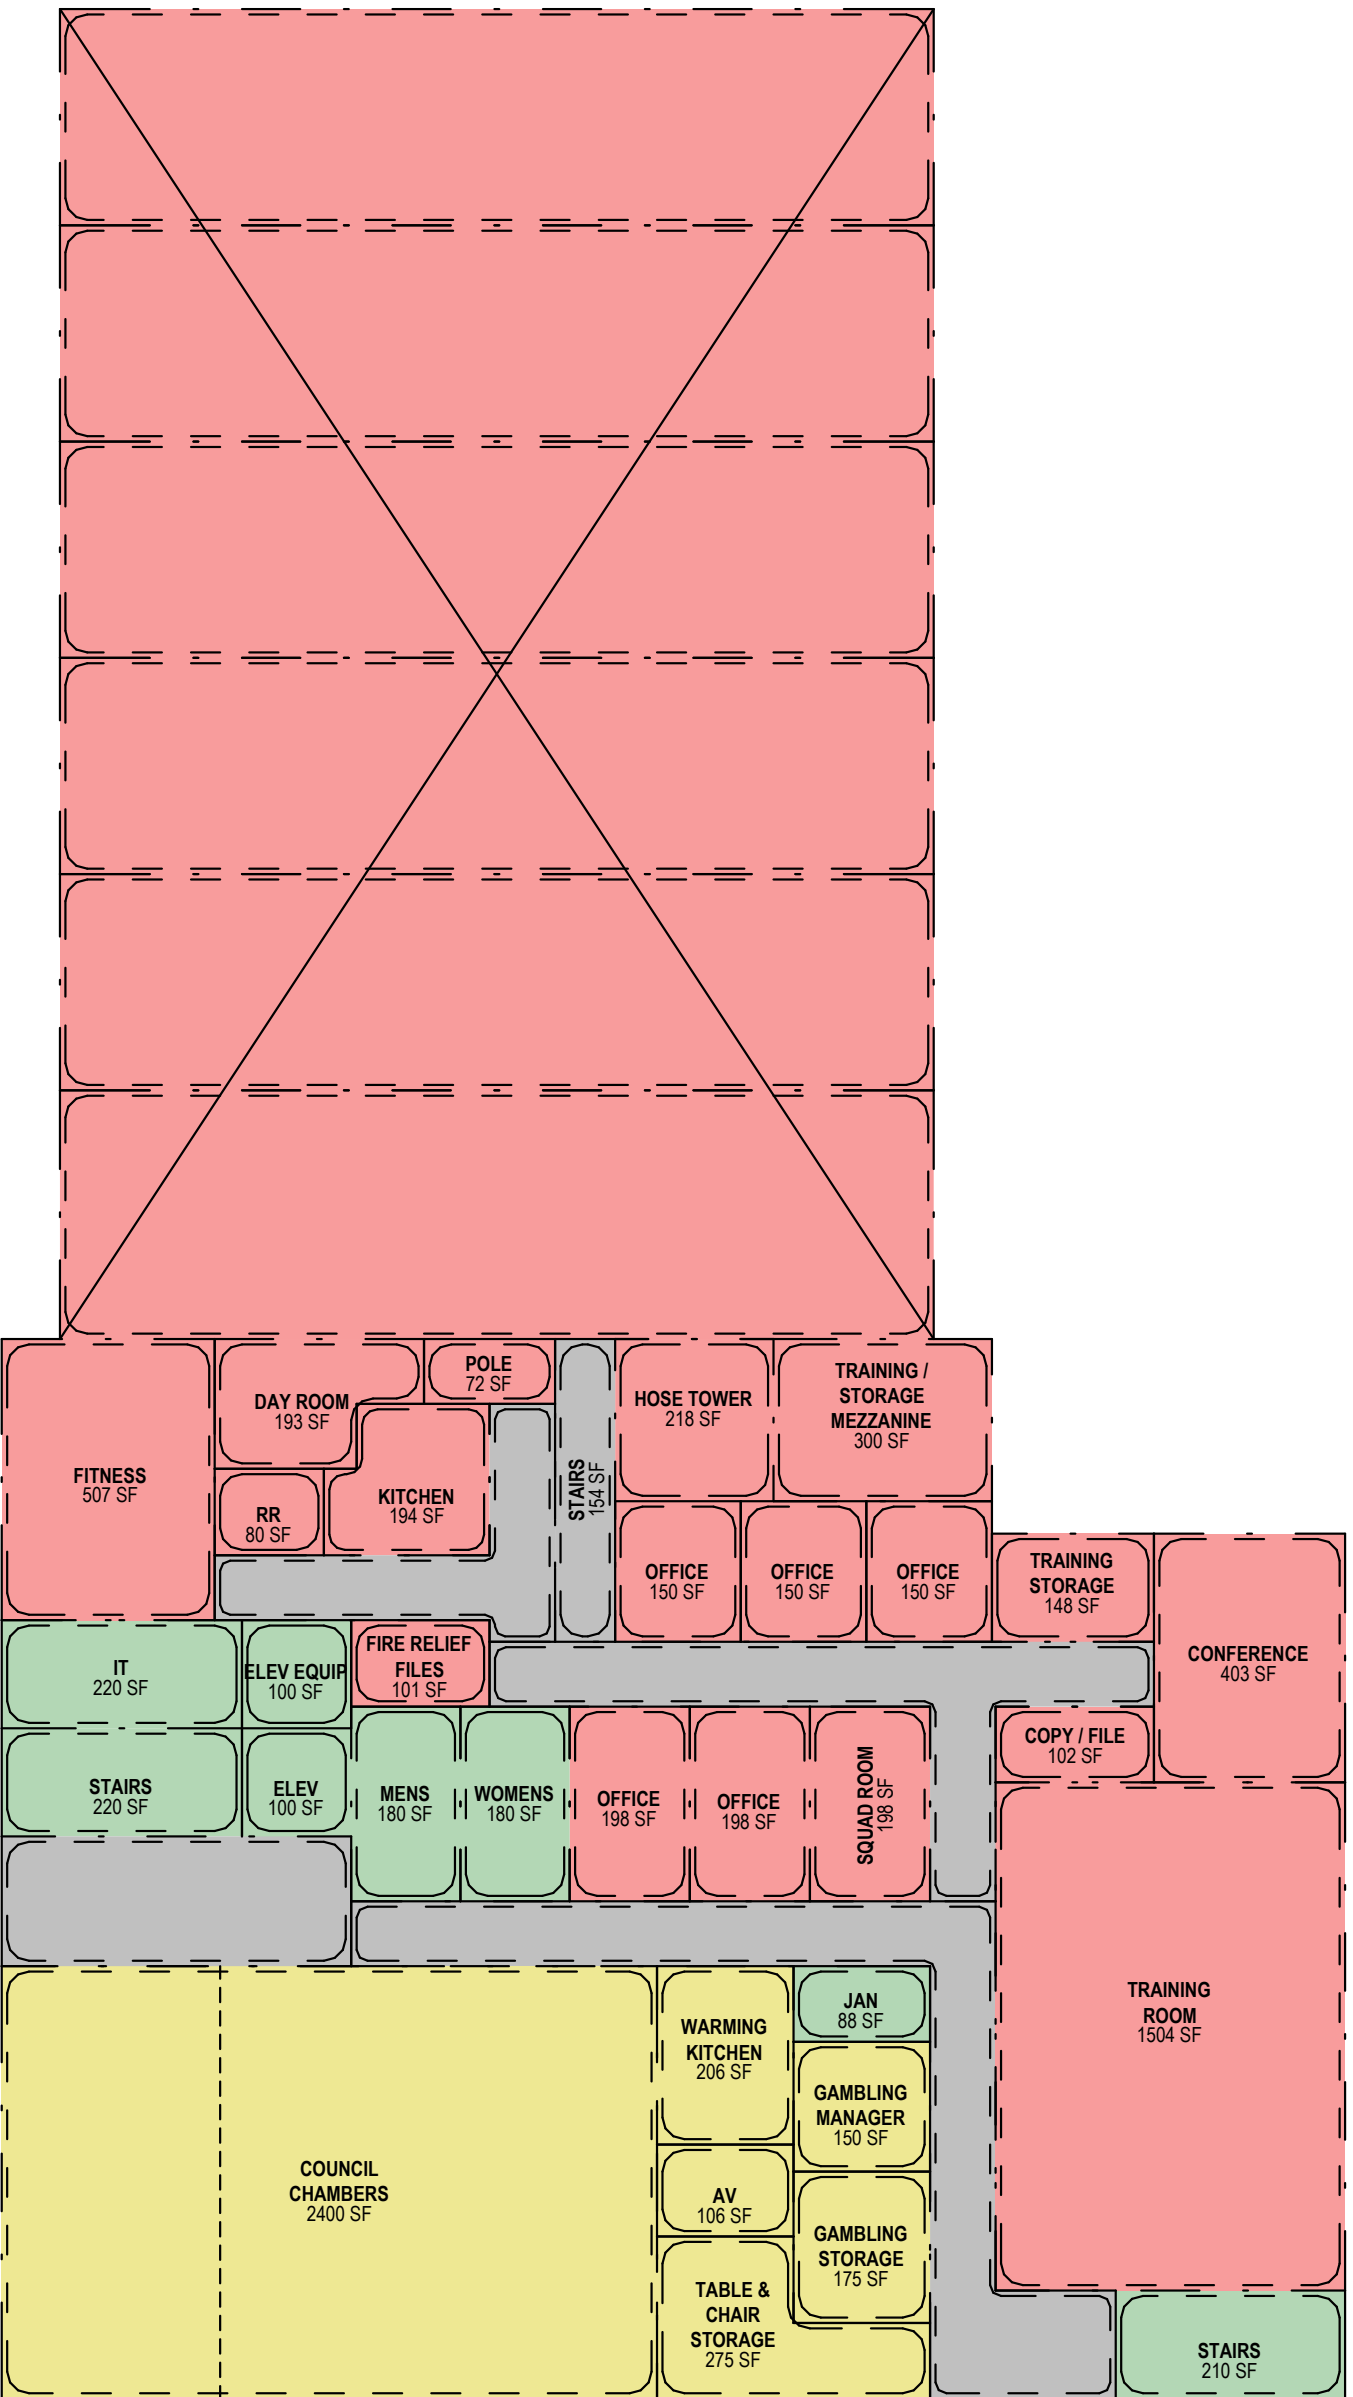 POLE
72 SF
DAY ROOM
193 SF
HOSE TOWER
218 SF
TRAINING /
STORAGE
MEZZANINE
300 SF
FITNESS
507 SF
RR
80 SF
KITCHEN
194 SF
STAIRS
154 SF
OFFICE
150 SF
OFFICE
150 SF
OFFICE
150 SF
TRAINING
STORAGE
148 SF
CONFERENCE
403 SF
IT
220 SF
ELEV EQUIP
100 SF
FIRE RELIEF
FILES
101 SF
COPY / FILE
102 SF
STAIRS
220 SF
ELEV
100 SF
MENS
180 SF
WOMENS
180 SF
OFFICE
198 SF
OFFICE
198 SF
SQUAD ROOM
198 SF
TRAINING
ROOM
1504 SF
JAN
88 SF
WARMING
KITCHEN
206 SF
GAMBLING
MANAGER
150 SF
COUNCIL
CHAMBERS
2400 SF
AV
106 SF
GAMBLING
STORAGE
175 SF
TABLE &
CHAIR
STORAGE
275 SF
STAIRS
210 SF